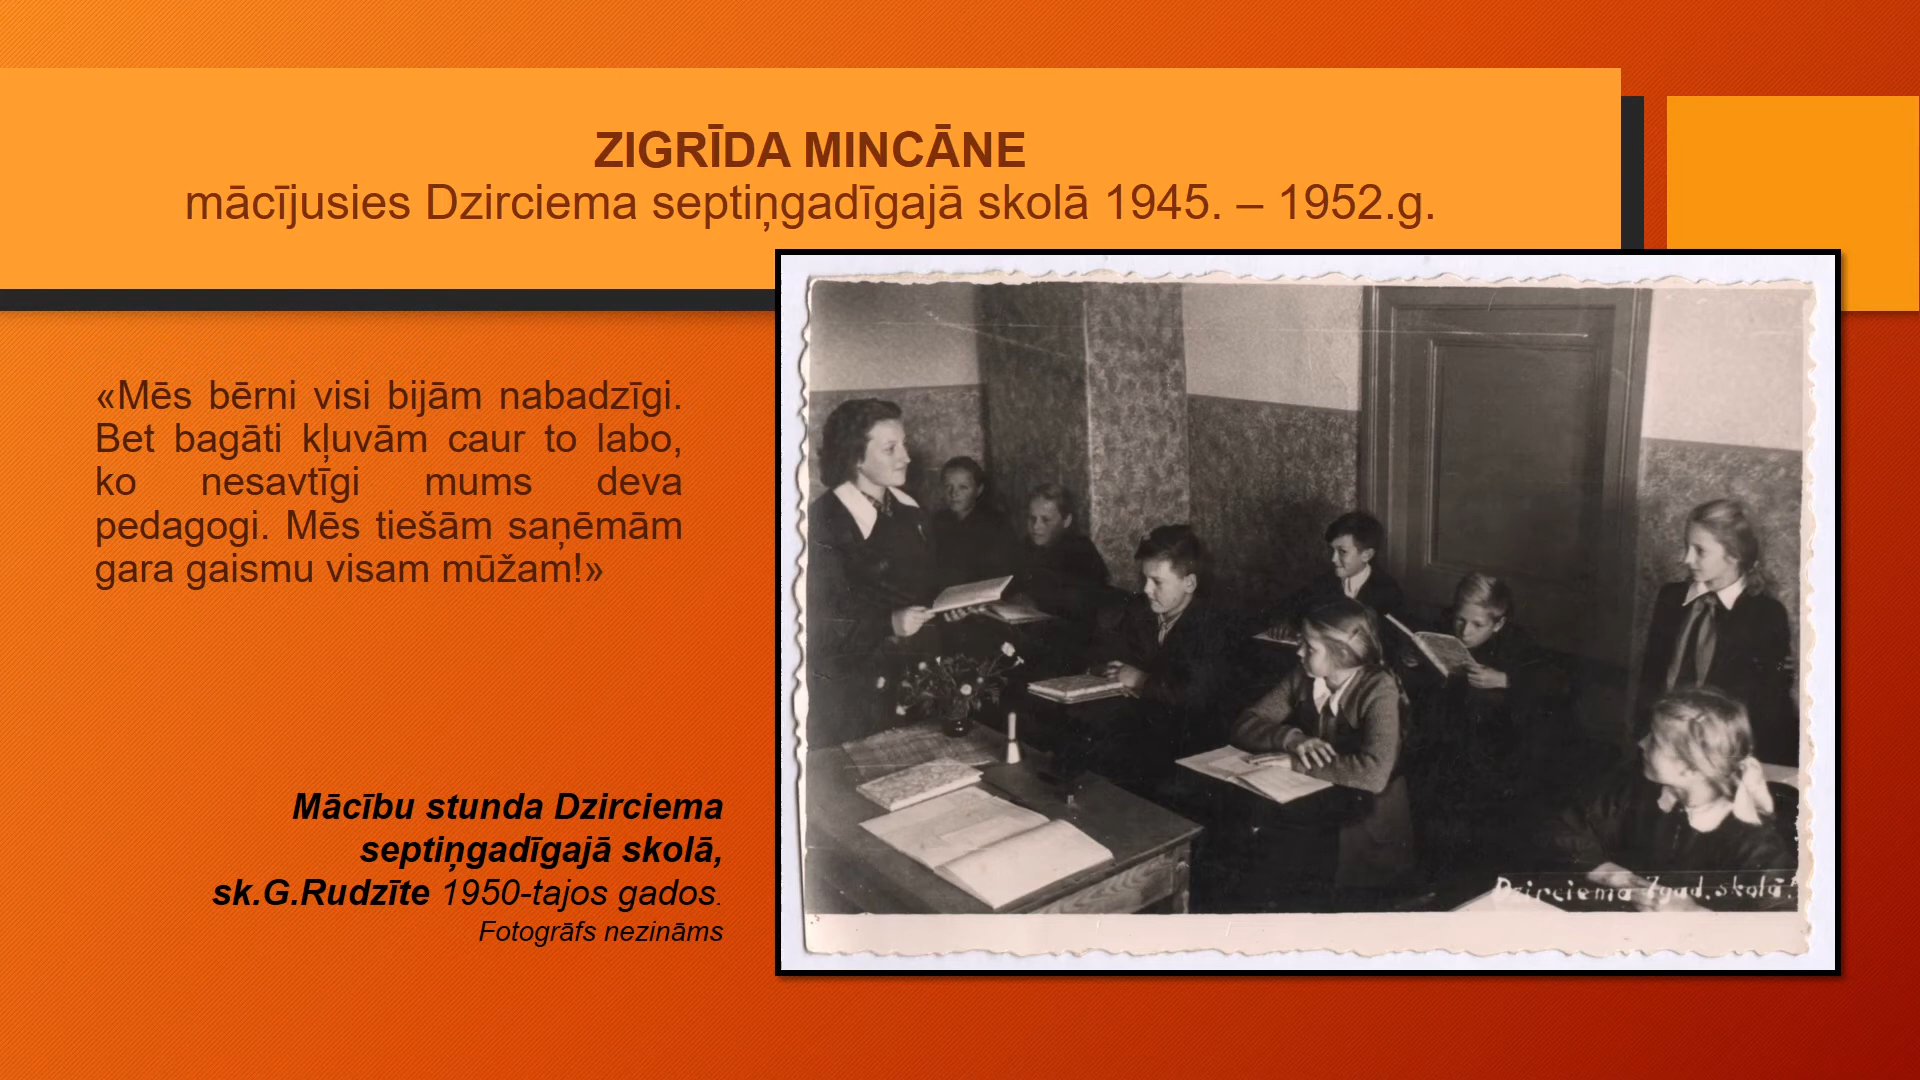 ZIGRĪDA MINCĀNE
mācījusies Dzirciema septiņgadīgajā skolā 1945. – 1952.g.
«Mēs bērni visi bijām nabadzīgi.
Bet bagāti kļuvām caur to labo,
ko nesavtīgi mums deva
pedagogi. Mēs tiešām saņēmām
gara gaismu visam mūžam!»
Mācību stunda Dzirciema
septiņgadīgajā skolā,
sk.G.Rudzīte 1950-tajos gados.
Fotogrāfs nezināms
Dzirciema 7gad. skolā.